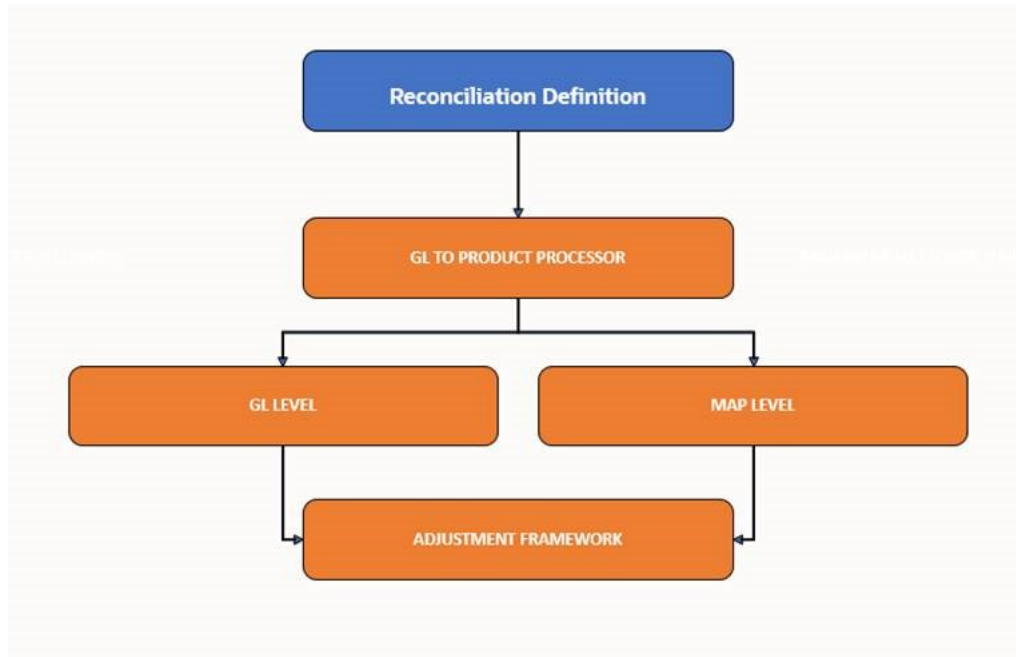 Reconciliation Definition
GL TO PRODUCT PROCESSOR
GL LEVEL
MAP LEVEL
ADJUSTMENT FRAMEWORK